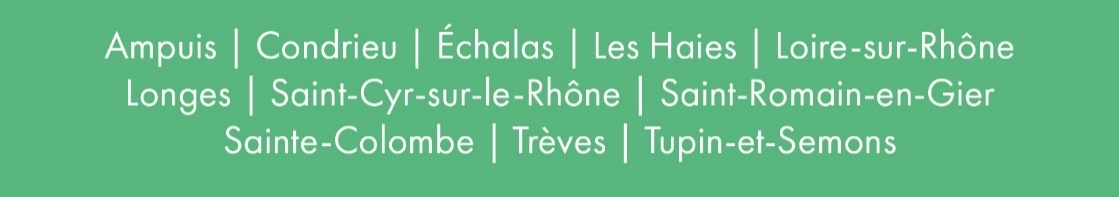 Ampuis | Condrieu | Échalas | Les Haies | Loire-sur-Rhône
Longes | Saint-Cyr-sur-le-Rhône | Saint-Romain-en-Gier
Sainte-Colombe | Trèves | Tupin-et-Semons